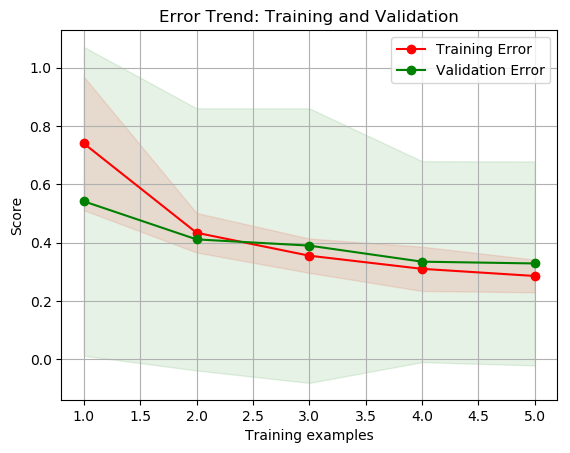 Error Trend: Training and Validation
Training Error
Validation Error
Score
1.0
0.8
0.6
0.4
0.2
0.0
1.0 1.5 2.0 2.5 3.0 3.5 4.0 4.5 5.0
Training examples